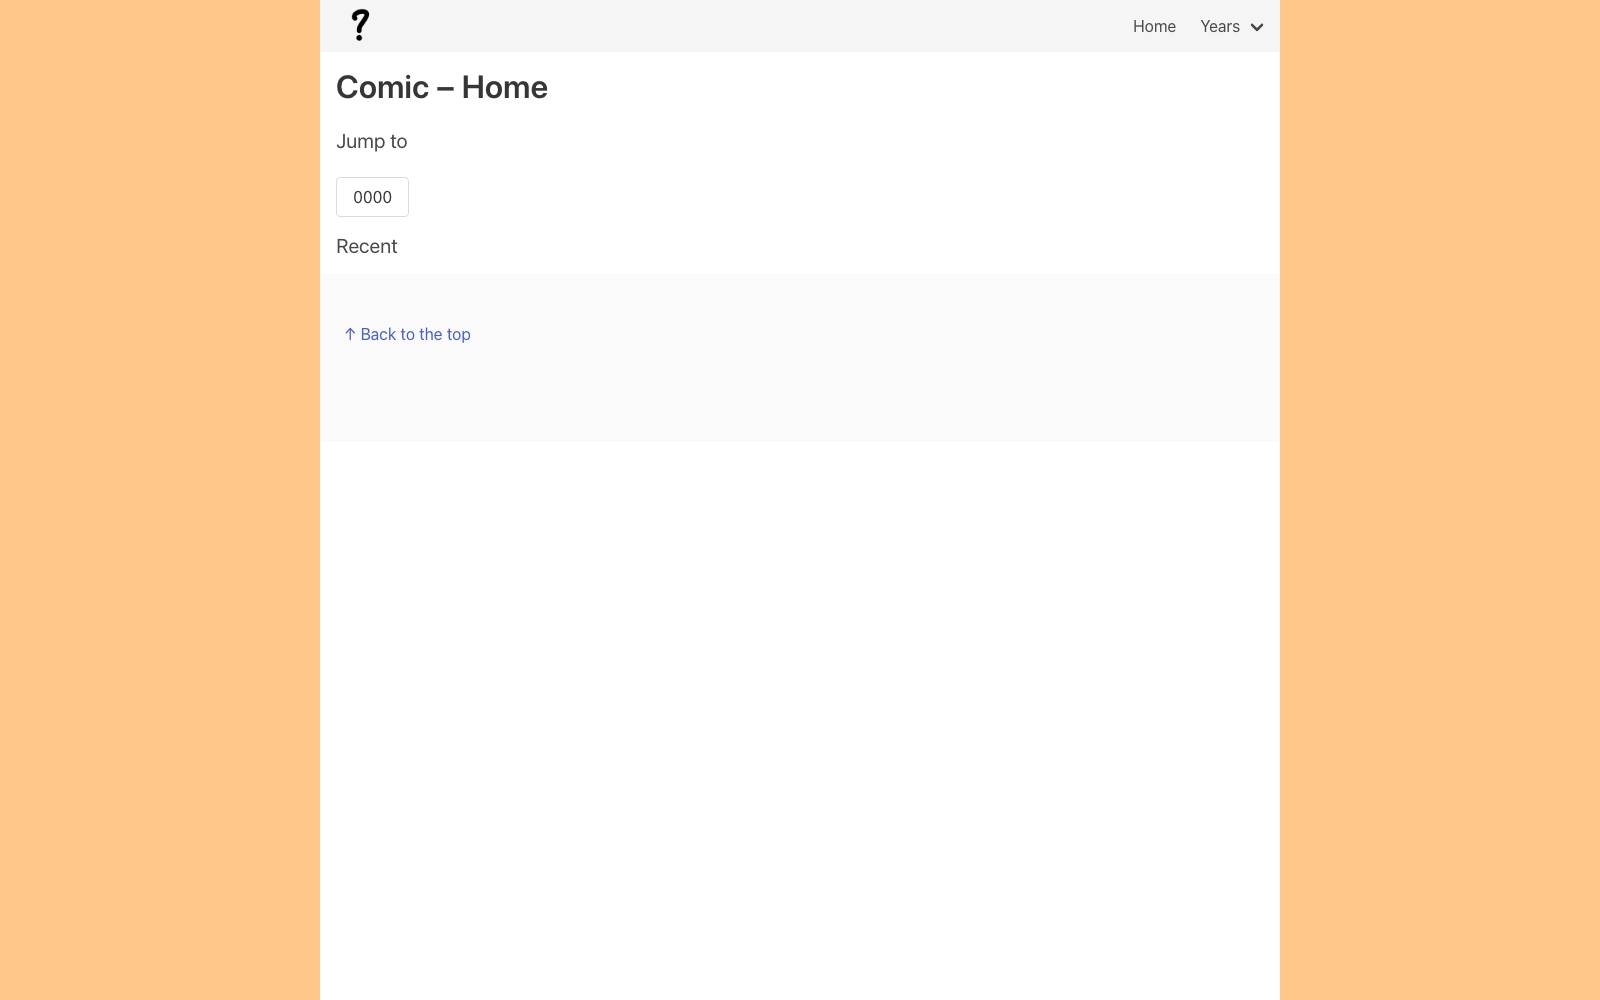 ?
Home Years
Comic – Home
Jump to
0000
Recent
↑ Back to the top